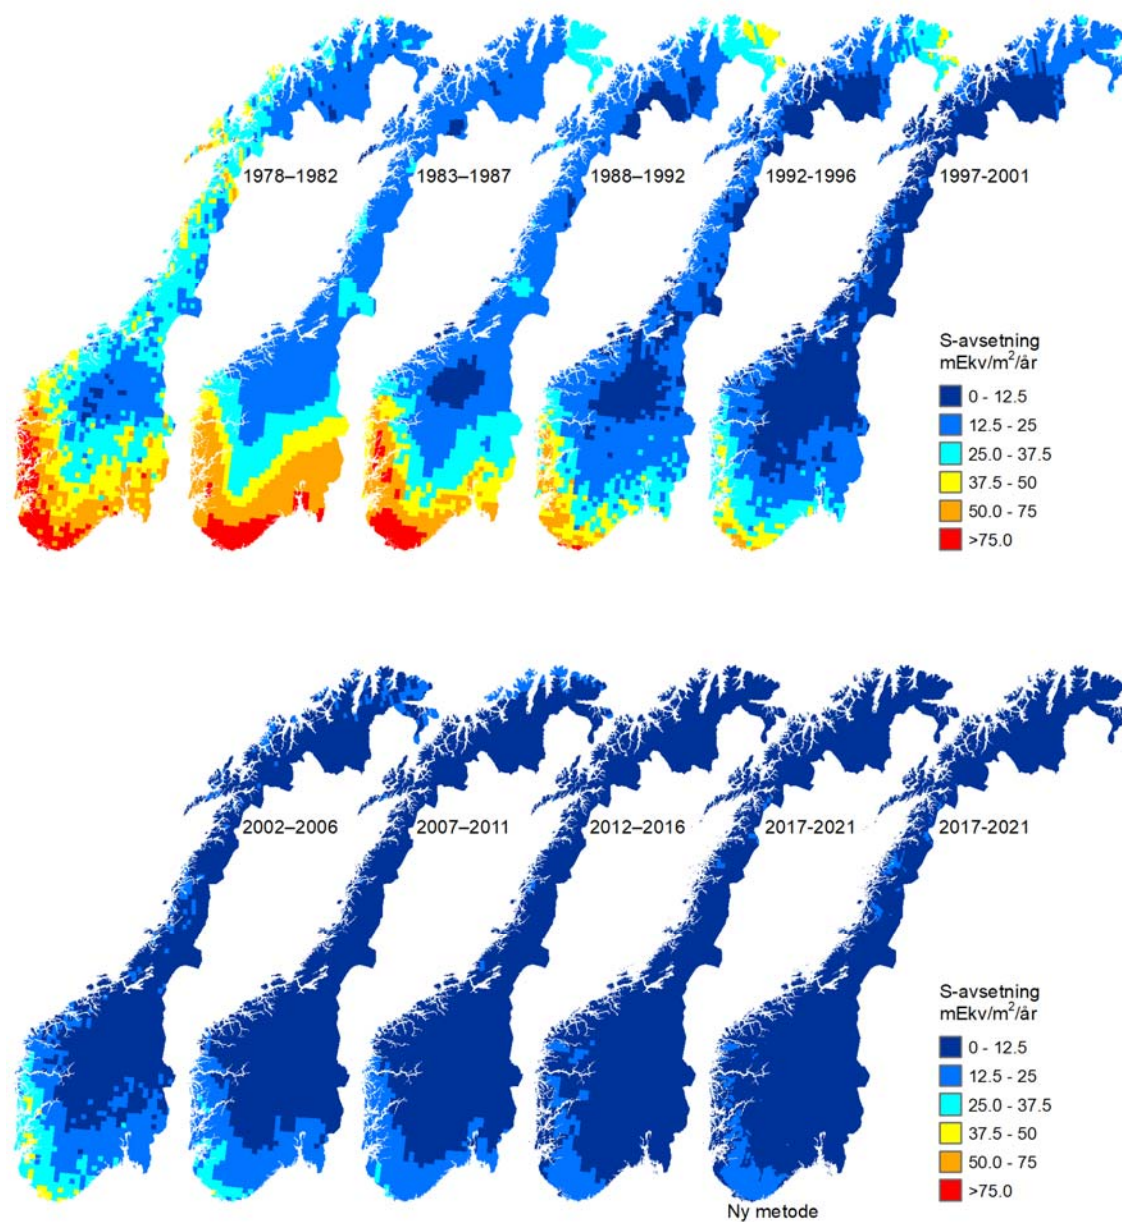 1978–1982
1983–1987
1988–1992
1992-1996
1997-2001
S-avsetning
mEkv/m²/år
0 - 12.5
12.5 - 25
25.0 - 37.5
37.5 - 50
50.0 - 75
>75.0
2002–2006
2007–2011
2012–2016
2017-2021
2017-2021
S-avsetning
mEkv/m²/år
0 - 12.5
12.5 - 25
25.0 - 37.5
37.5 - 50
50.0 - 75
>75.0
Ny metode